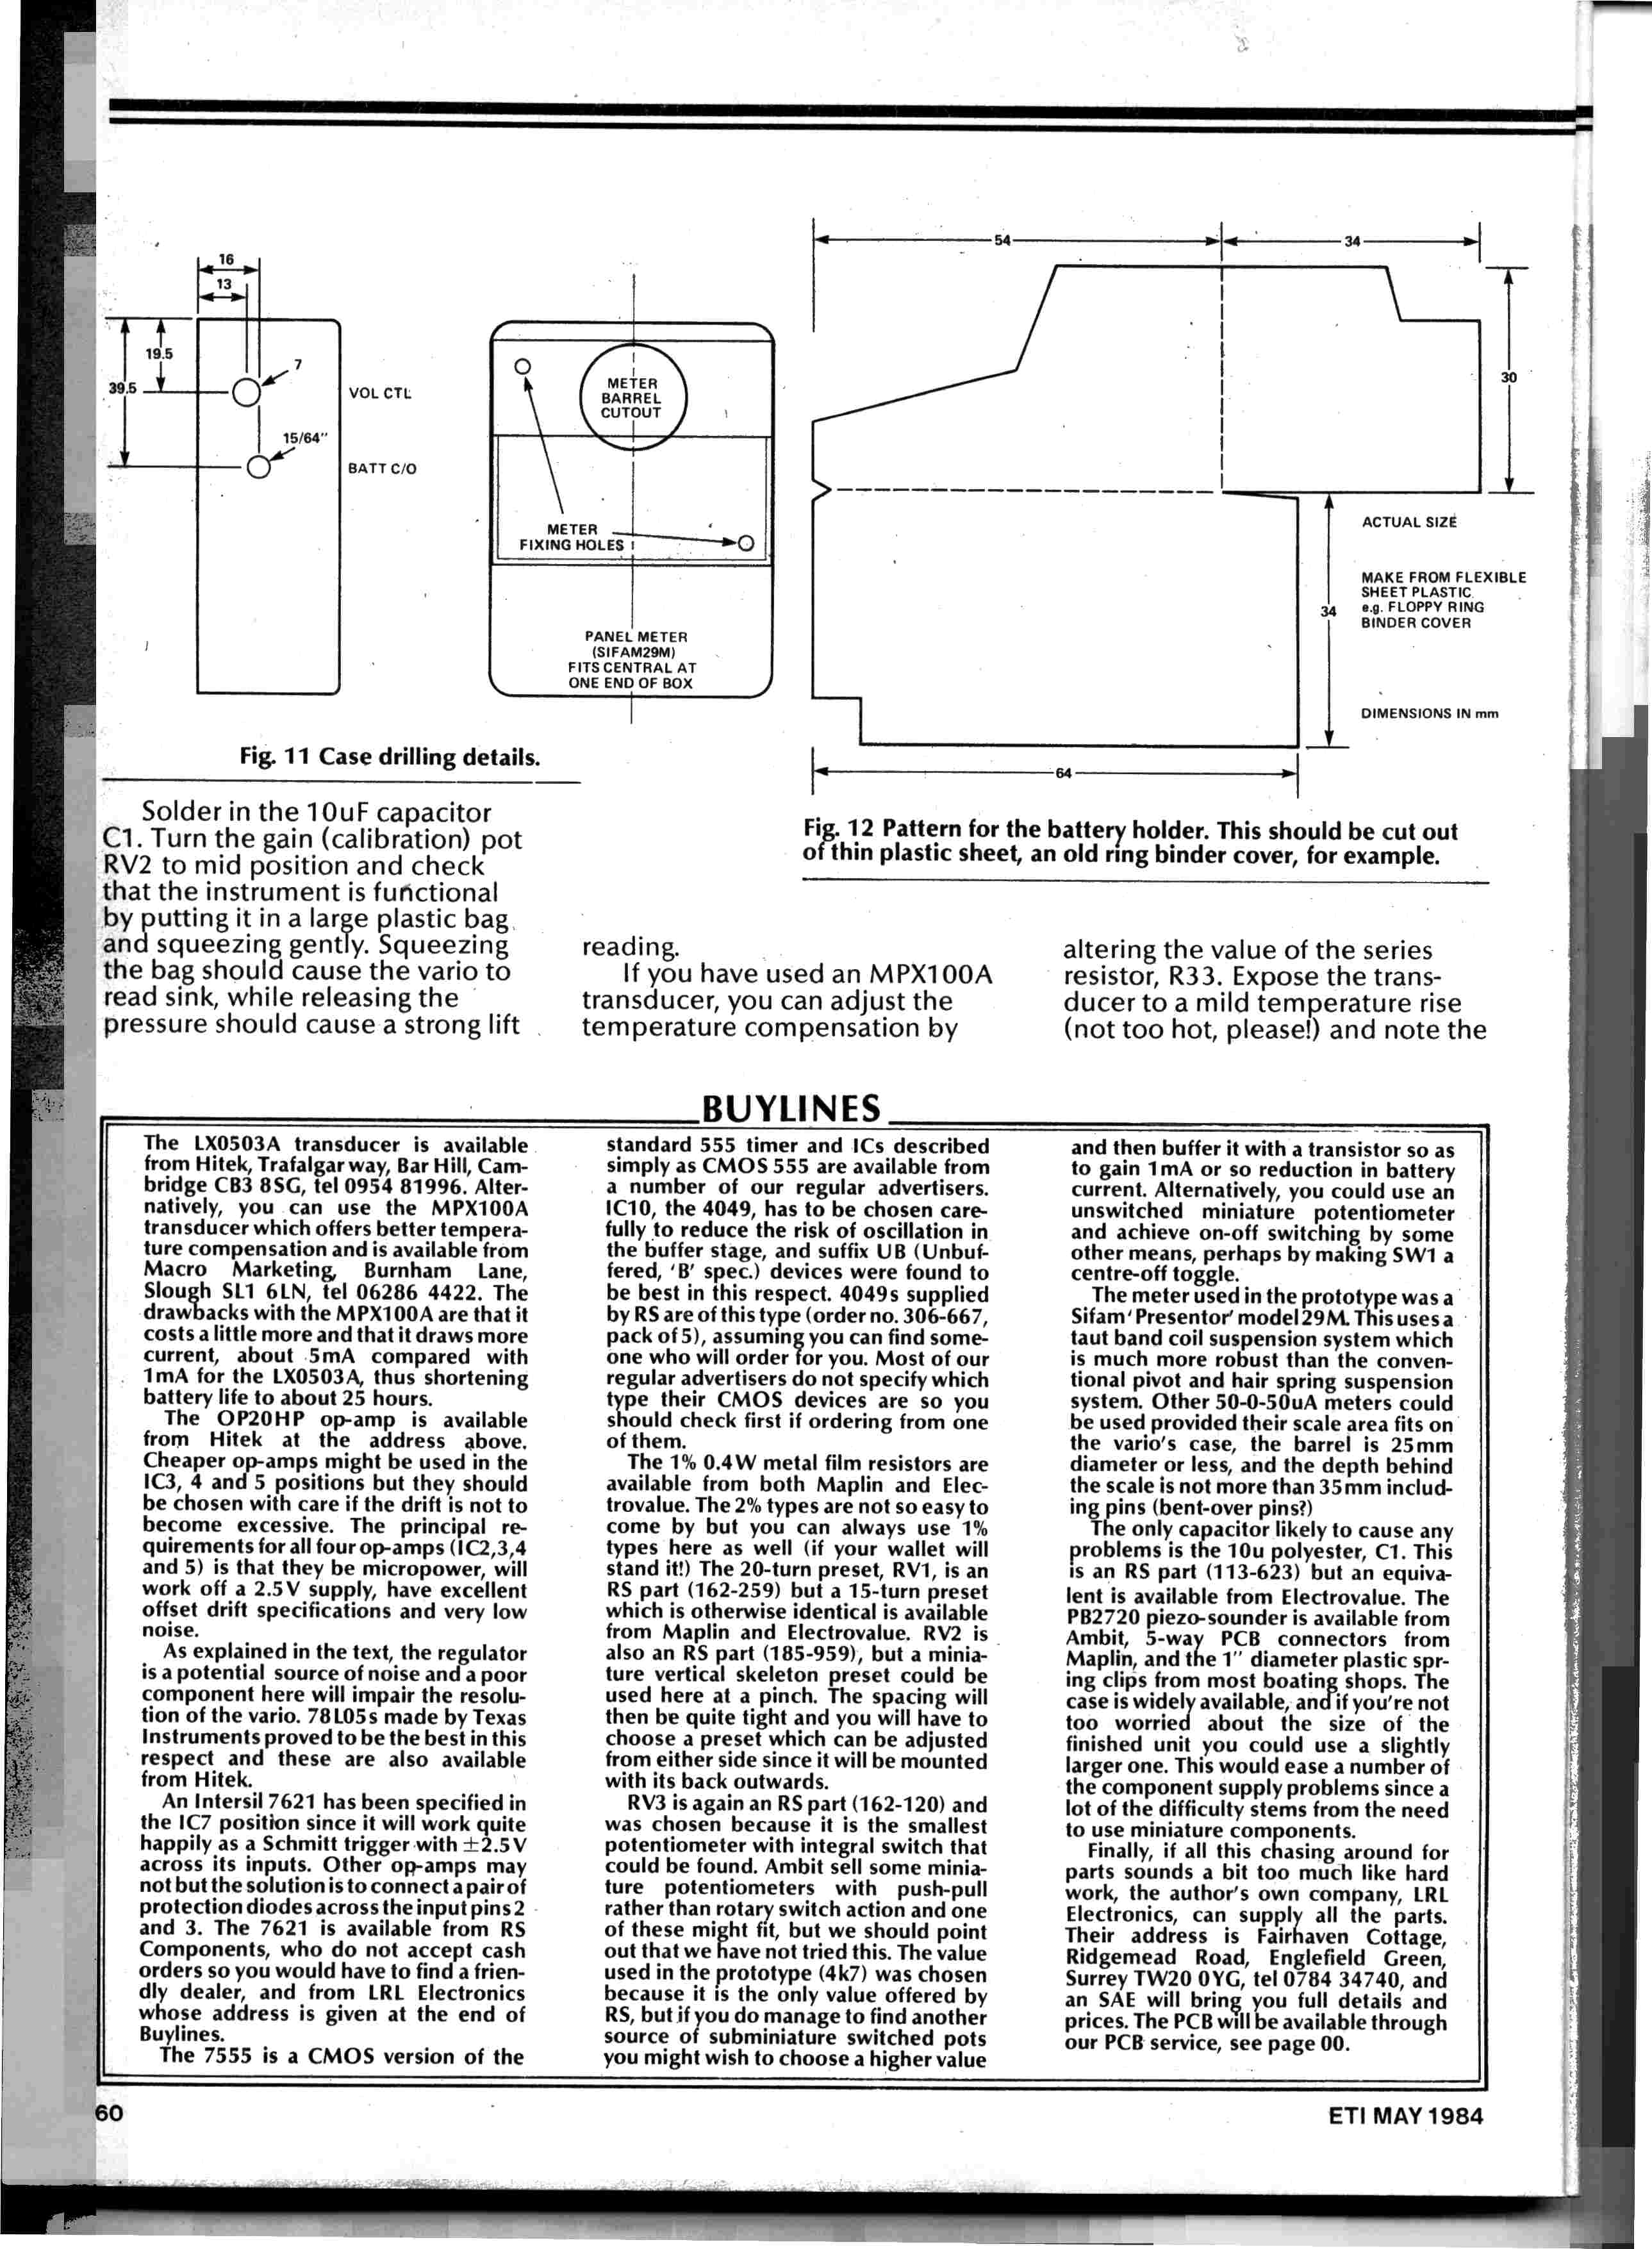 16
13
19.5
39.5
7
VOL CTL
15/64"
BATT C/O
METER
BARREL
CUTOUT
METER
FIXING HOLES
PANEL METER
(SIFAM29M)
FITS CENTRAL AT
ONE END OF BOX
Fig. 11 Case drilling details.
54
34
30
ACTUAL SIZE
MAKE FROM FLEXIBLE
SHEET PLASTIC
e.g. FLOPPY RING
BINDER COVER
34
DIMENSIONS IN mm
64
Fig. 12 Pattern for the battery holder. This should be cut out
of thin plastic sheet, an old ring binder cover, for example.
Solder in the 10uF capacitor
C1. Turn the gain (calibration) pot
RV2 to mid position and check
that the instrument is functional
by putting it in a large plastic bag
and squeezing gently. Squeezing
the bag should cause the vario to
read sink, while releasing the
pressure should cause a strong lift
reading.
If you have used an MPX100A
transducer, you can adjust the
temperature compensation by
altering the value of the series
resistor, R33. Expose the trans-
ducer to a mild temperature rise
(not too hot, please!) and note the
BUYLINES
The LX0503A transducer is available
from Hitek, Trafalgar way, Bar Hill, Cam-
bridge CB3 8SG, tel 0954 81996. Alter-
natively, you can use the MPX100A
transducer which offers better tempera-
ture compensation and is available from
Macro Marketing, Burnham Lane,
Slough SL1 6LN, tel 06286 4422. The
drawbacks with the MPX100A are that it
costs a little more and that it draws more
current, about 5mA compared with
1mA for the LX0503A, thus shortening
battery life to about 25 hours.
The OP20HP op-amp is available
from Hitek at the address above.
Cheaper op-amps might be used in the
IC3, 4 and 5 positions but they should
be chosen with care if the drift is not to
become excessive. The principal re-
quirements for all four op-amps (IC2,3,4
and 5) is that they be micropower, will
work off a 2.5V supply, have excellent
offset drift specifications and very low
noise.
As explained in the text, the regulator
is a potential source of noise and a poor
component here will impair the resolu-
tion of the vario. 78L05s made by Texas
Instruments proved to be the best in this
respect and these are also available
from Hitek.
An Intersil 7621 has been specified in
the IC7 position since it will work quite
happily as a Schmitt trigger with ±2.5V
across its inputs. Other op-amps may
not but the solution is to connect a pair of
protection diodes across the input pins 2
and 3. The 7621 is available from RS
Components, who do not accept cash
orders so you would have to find a frien-
dly dealer, and from LRL Electronics
whose address is given at the end of
Buylines.
The 7555 is a CMOS version of the
standard 555 timer and ICs described
simply as CMOS 555 are available from
a number of our regular advertisers.
IC10, the 4049, has to be chosen care-
fully to reduce the risk of oscillation in
the buffer stage, and suffix UB (Unbuf-
fered, 'B' spec.) devices were found to
be best in this respect. 4049s supplied
by RS are of this type (order no. 306-667,
pack of 5), assuming you can find some-
one who will order for you. Most of our
regular advertisers do not specify which
type their CMOS devices are so you
should check first if ordering from one
of them.
The 1% 0.4W metal film resistors are
available from both Maplin and Elec-
trovalue. The 2% types are not so easy to
come by but you can always use 1%
types here as well (if your wallet will
stand it!) The 20-turn preset, RV1, is an
RS part (162-259) but a 15-turn preset
which is otherwise identical is available
from Maplin and Electrovalue. RV2 is
also an RS part (185-959), but a minia-
ture vertical skeleton preset could be
used here at a pinch. The spacing will
then be quite tight and you will have to
choose a preset which can be adjusted
from either side since it will be mounted
with its back outwards.
RV3 is again an RS part (162-120) and
was chosen because it is the smallest
potentiometer with integral switch that
could be found. Ambit sell some minia-
ture potentiometers with push-pull
rather than rotary switch action and one
of these might fit, but we should point
out that we have not tried this. The value
used in the prototype (4k7) was chosen
because it is the only value offered by
RS, but if you do manage to find another
source of subminiature switched pots
you might wish to choose a higher value
and then buffer it with a transistor so as
to gain 1mA or so reduction in battery
current. Alternatively, you could use an
unswitched miniature potentiometer
and achieve on-off switching by some
other means, perhaps by making SW1 a
centre-off toggle.
The meter used in the prototype was a
Sifam 'Presentor' model 29M. This uses a
taut band coil suspension system which
is much more robust than the conven-
tional pivot and hair spring suspension
system. Other 50-0-50uA meters could
be used provided their scale area fits on
the vario's case, the barrel is 25mm
diameter or less, and the depth behind
the scale is not more than 35mm includ-
ing pins (bent-over pins?)
The only capacitor likely to cause any
problems is the 10u polyester, C1. This
is an RS part (113-623) but an equiva-
lent is available from Electrovalue. The
PB2720 piezo-sounder is available from
Ambit, 5-way PCB connectors from
Maplin, and the 1" diameter plastic spr-
ing clips from most boating shops. The
case is widely available, and if you're not
too worried about the size of the
finished unit you could use a slightly
larger one. This would ease a number of
the component supply problems since a
lot of the difficulty stems from the need
to use miniature components.
Finally, if all this chasing around for
parts sounds a bit too much like hard
work, the author's own company, LRL
Electronics, can supply all the parts.
Their address is Fairhaven Cottage,
Ridgemead Road, Englefield Green,
Surrey TW20 0YG, tel 0784 34740, and
an SAE will bring you full details and
prices. The PCB will be available through
our PCB service, see page 00.
60
ETI MAY 1984